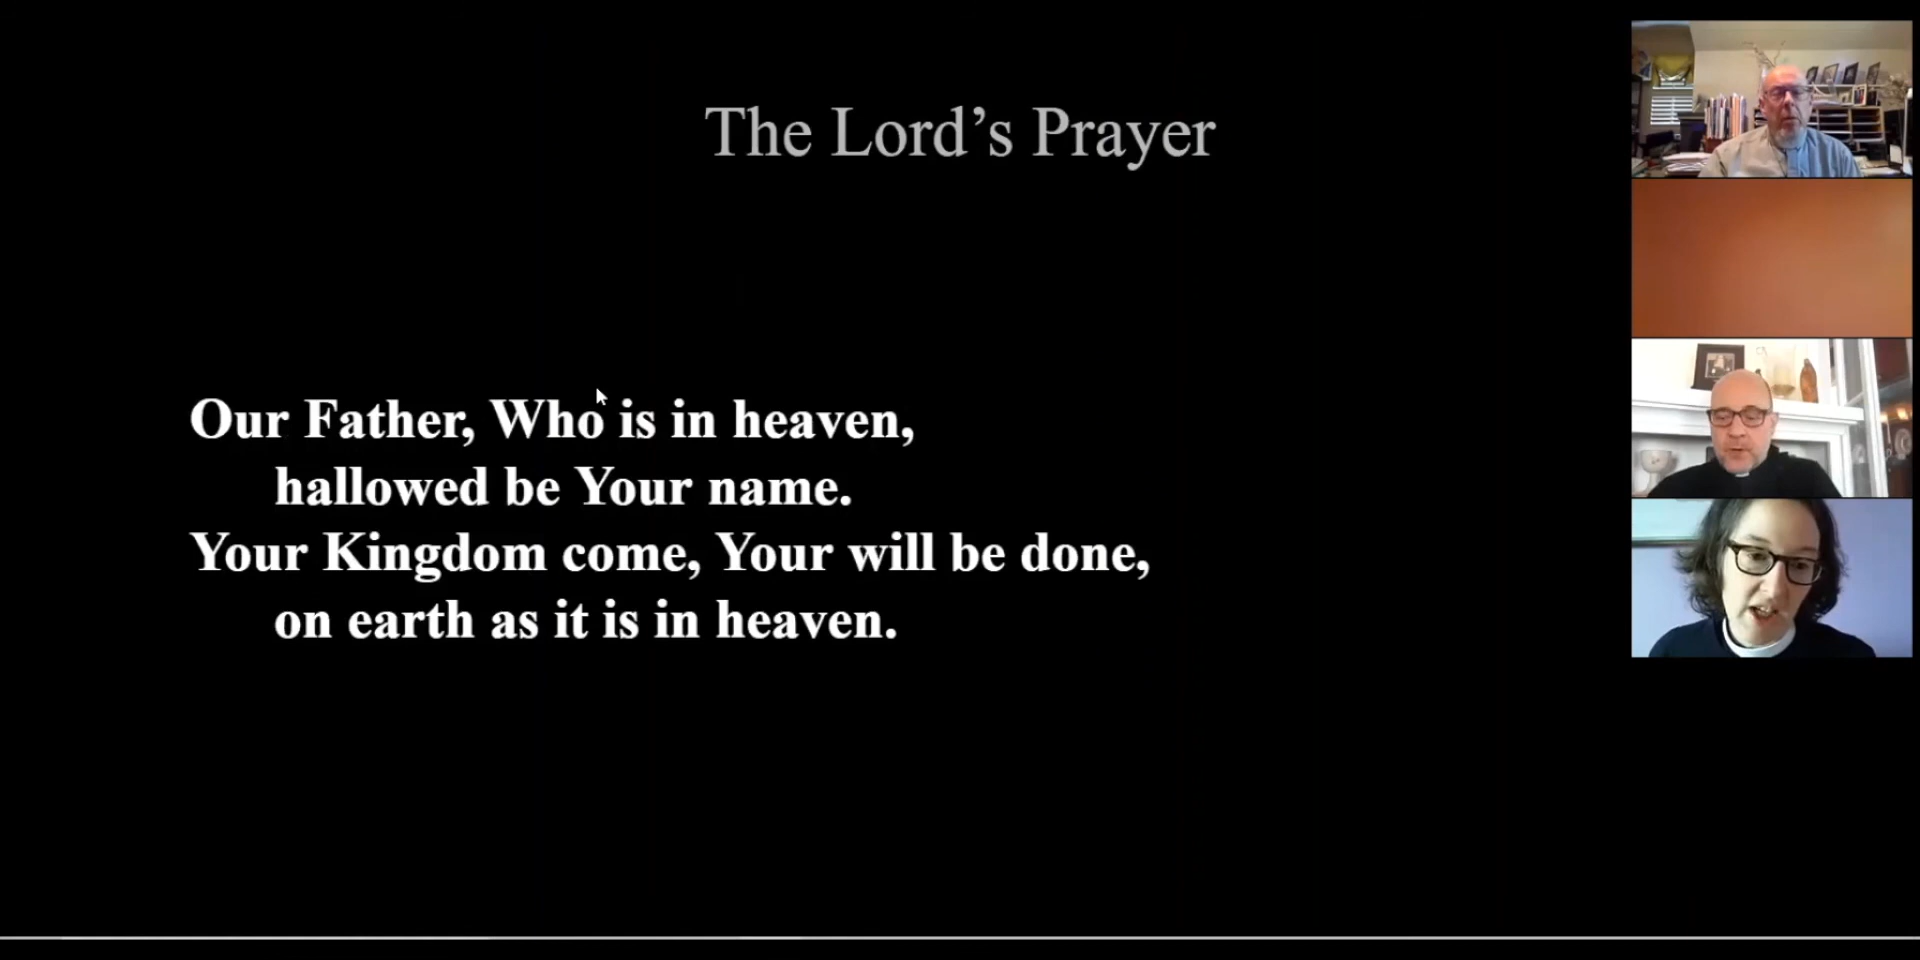 The Lord’s Prayer
Our Father, Who is in heaven,
hallowed be Your name.
Your Kingdom come, Your will be done,
on earth as it is in heaven.